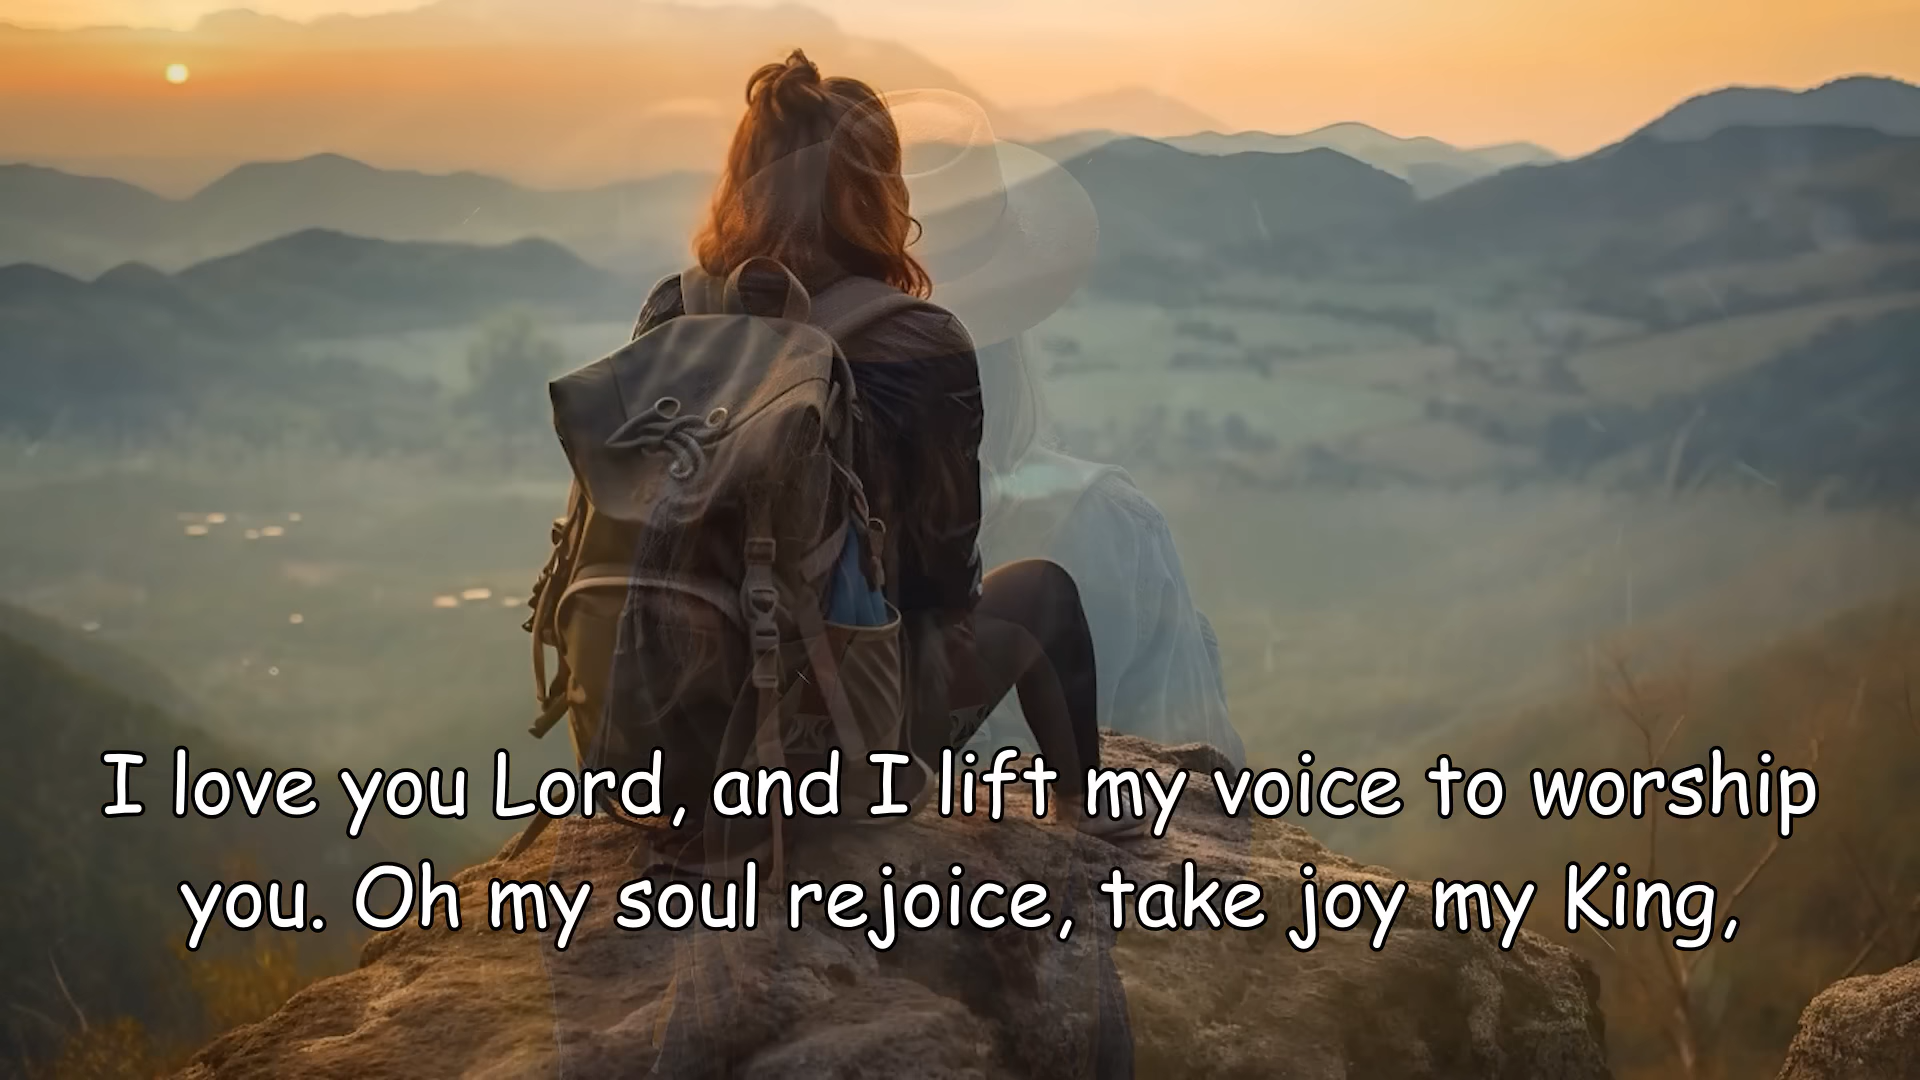 I love you Lord, and I lift my voice to worship
you. Oh my soul rejoice, take joy my King,